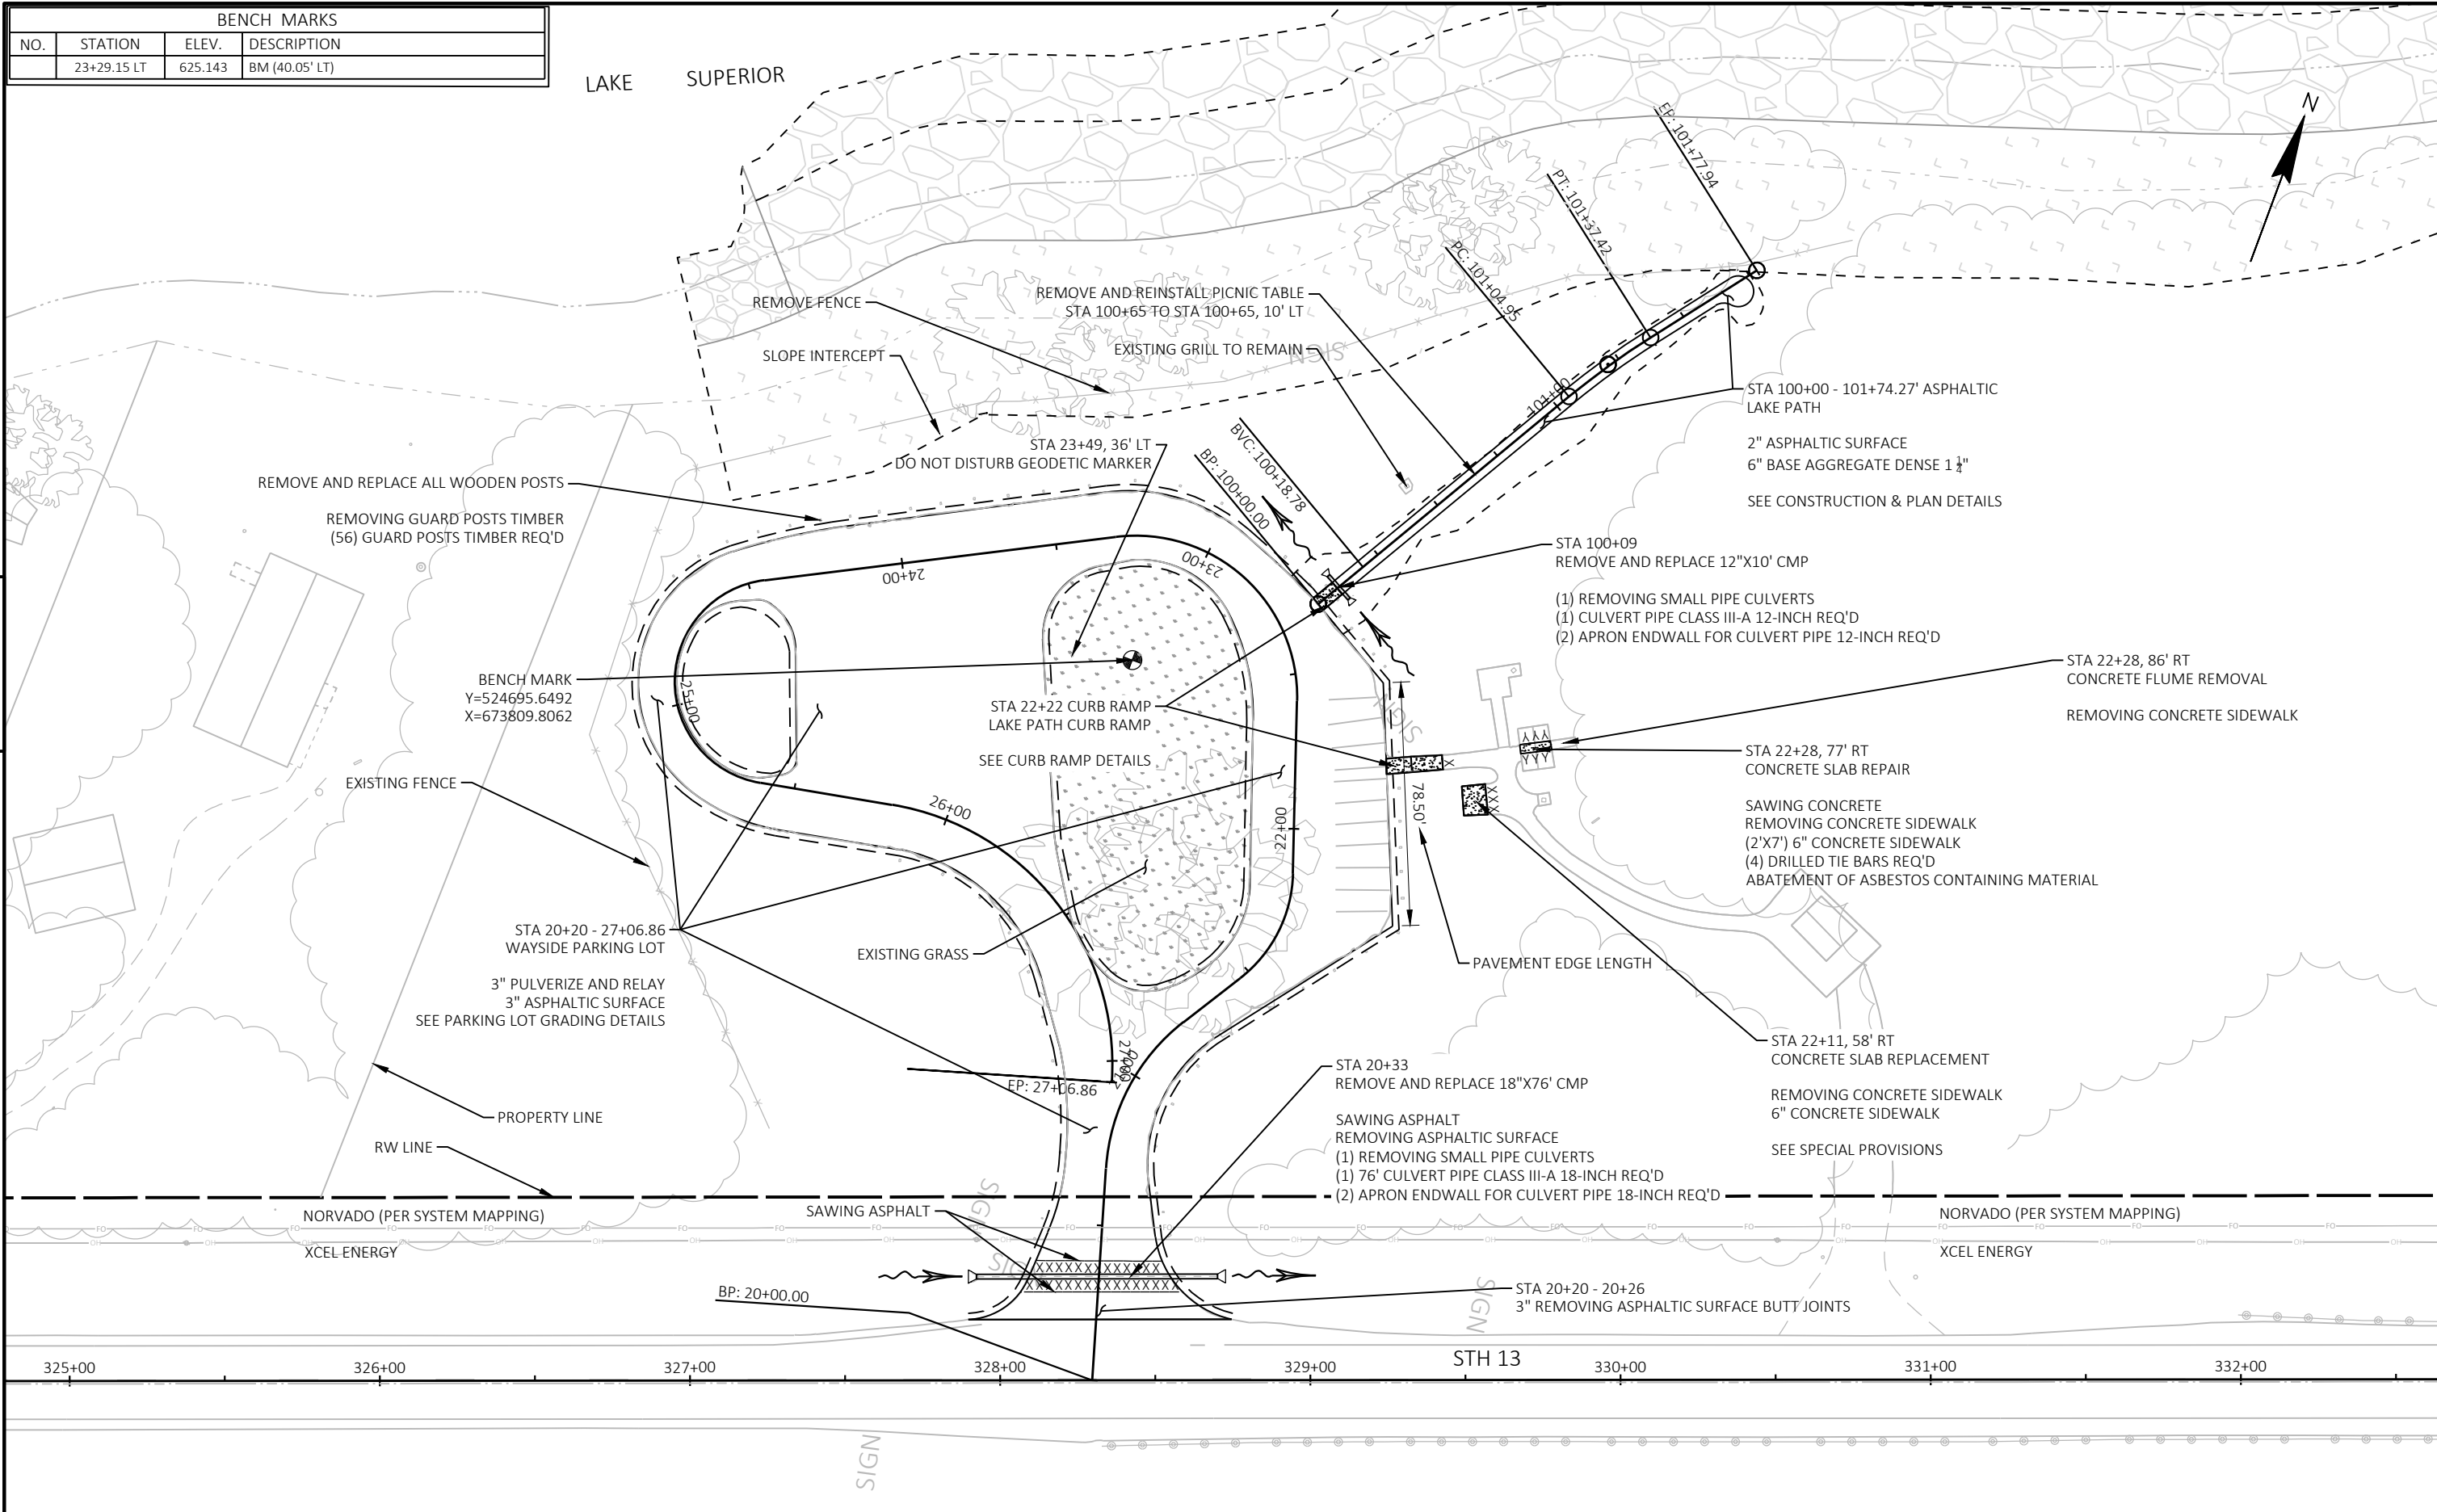 BENCH MARKS
NO. STATION ELEV. DESCRIPTION
23+29.15 LT 625.143 BM (40.05' LT)
LAKE SUPERIOR
N
EP: 101+77.94
PT: 101+37.42
PC: 101+04.95
REMOVE FENCE
REMOVE AND REINSTALL PICNIC TABLE
STA 100+65 TO STA 100+65, 10' LT
SLOPE INTERCEPT
EXISTING GRILL TO REMAIN
SIGN
101+00
STA 100+00 - 101+74.27' ASPHALTIC
LAKE PATH
2" ASPHALTIC SURFACE
6" BASE AGGREGATE DENSE 1 1/4"
SEE CONSTRUCTION & PLAN DETAILS
BVC: 100+18.78
BP: 100+00.00
STA 23+49, 36' LT
DO NOT DISTURB GEODETIC MARKER
REMOVE AND REPLACE ALL WOODEN POSTS
REMOVING GUARD POSTS TIMBER
(56) GUARD POSTS TIMBER REQ'D
STA 100+09
REMOVE AND REPLACE 12"X10' CMP
(1) REMOVING SMALL PIPE CULVERTS
(1) CULVERT PIPE CLASS III-A 12-INCH REQ'D
(2) APRON ENDWALL FOR CULVERT PIPE 12-INCH REQ'D
24+00
23+00
BENCH MARK
Y=524695.6492
X=673809.8062
25+00
STA 22+22 CURB RAMP
LAKE PATH CURB RAMP
SEE CURB RAMP DETAILS
SIGN
STA 22+28, 86' RT
CONCRETE FLUME REMOVAL
REMOVING CONCRETE SIDEWALK
STA 22+28, 77' RT
CONCRETE SLAB REPAIR
SAWING CONCRETE
REMOVING CONCRETE SIDEWALK
(2'X7') 6" CONCRETE SIDEWALK
(4) DRILLED TIE BARS REQ'D
ABATEMENT OF ASBESTOS CONTAINING MATERIAL
EXISTING FENCE
26+00
22+00
78.50'
STA 20+20 - 27+06.86
WAYSIDE PARKING LOT
3" PULVERIZE AND RELAY
3" ASPHALTIC SURFACE
SEE PARKING LOT GRADING DETAILS
EXISTING GRASS
PAVEMENT EDGE LENGTH
STA 22+11, 58' RT
CONCRETE SLAB REPLACEMENT
REMOVING CONCRETE SIDEWALK
6" CONCRETE SIDEWALK
SEE SPECIAL PROVISIONS
27+00
EP: 27+06.86
STA 20+33
REMOVE AND REPLACE 18"X76' CMP
SAWING ASPHALT
REMOVING ASPHALTIC SURFACE
(1) REMOVING SMALL PIPE CULVERTS
(1) 76' CULVERT PIPE CLASS III-A 18-INCH REQ'D
(2) APRON ENDWALL FOR CULVERT PIPE 18-INCH REQ'D
PROPERTY LINE
RW LINE
NORVADO (PER SYSTEM MAPPING)
XCEL ENERGY
SAWING ASPHALT
SIGN
SIGN
NORVADO (PER SYSTEM MAPPING)
XCEL ENERGY
BP: 20+00.00
STA 20+20 - 20+26
3" REMOVING ASPHALTIC SURFACE BUTT JOINTS
SIGN
STH 13
325+00 326+00 327+00 328+00 329+00 330+00 331+00 332+00
SIGN